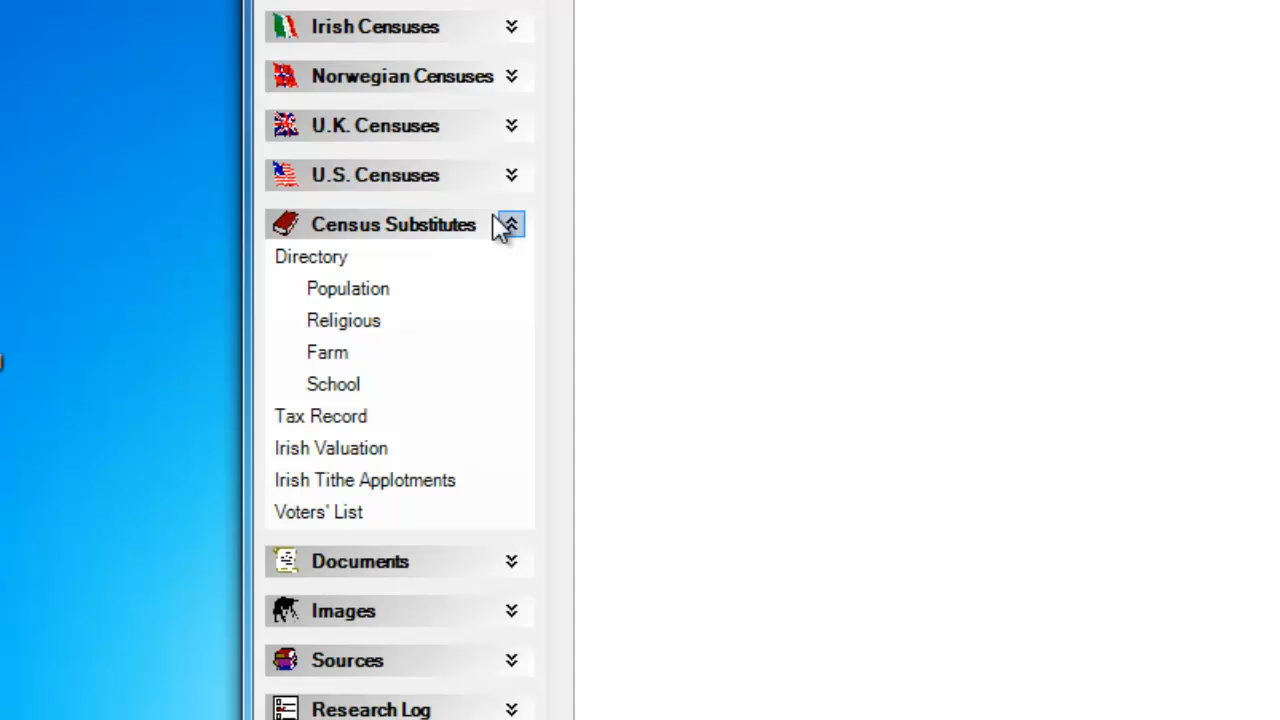 Irish Censuses
Norwegian Censuses
U.K. Censuses
U.S. Censuses
Census Substitutes
Directory
Population
Religious
Farm
School
Tax Record
Irish Valuation
Irish Tithe Applotments
Voters' List
Documents
Images
Sources
Research Log